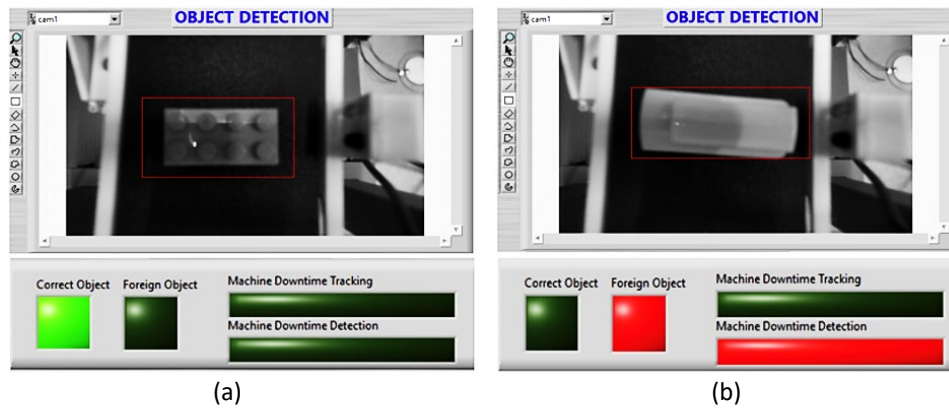 cam1
OBJECT DETECTION
Correct Object
Foreign Object
Machine Downtime Tracking
Machine Downtime Detection
(a)
cam1
OBJECT DETECTION
Correct Object
Foreign Object
Machine Downtime Tracking
Machine Downtime Detection
(b)